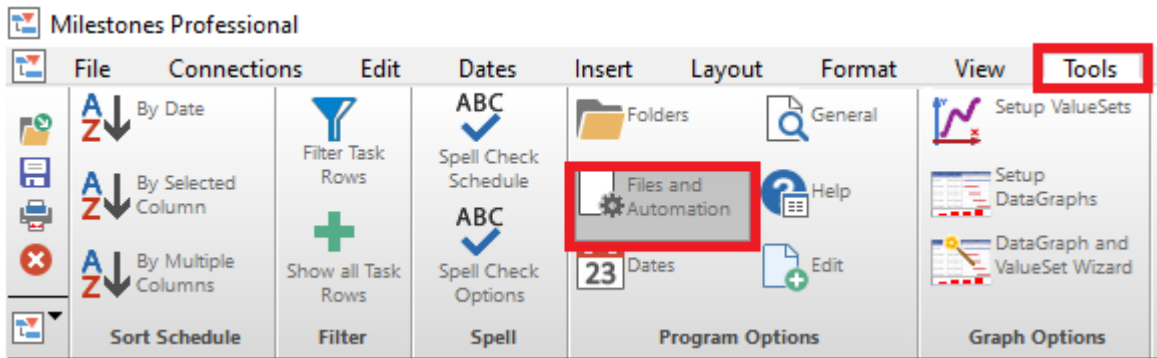 Milestones Professional
File Connections Edit Dates Insert Layout Format View Tools
A
Z
By Date
A
Z
By Selected
Column
A
Z
By Multiple
Columns
Sort Schedule
Filter Task
Rows
Show all Task
Rows
Filter
ABC
Spell Check
Schedule
ABC
Spell Check
Options
Spell
Folders
Files and
Automation
23
Dates
General
?
Help
Edit
Program Options
Setup ValueSets
Setup
DataGraphs
DataGraph and
ValueSet Wizard
Graph Options